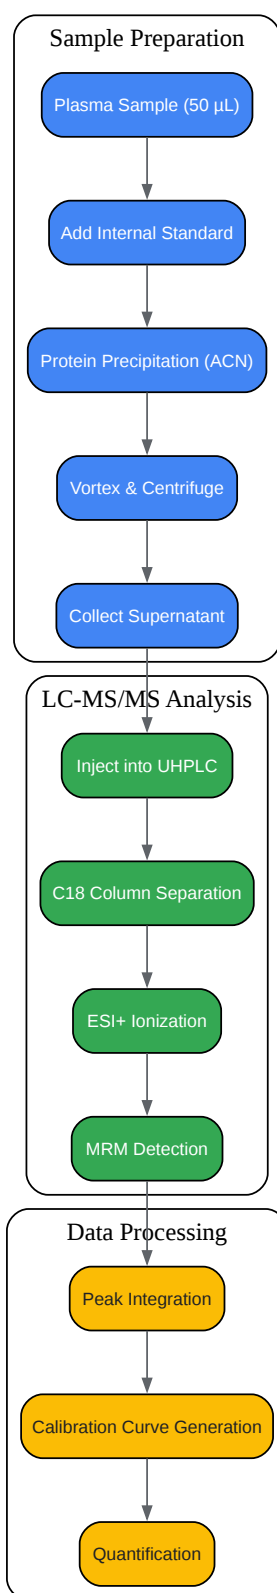 Sample Preparation
Plasma Sample (50 µL)
Add Internal Standard
Protein Precipitation (ACN)
Vortex & Centrifuge
Collect Supernatant
LC-MS/MS Analysis
Inject into UHPLC
C18 Column Separation
ESI+ Ionization
MRM Detection
Data Processing
Peak Integration
Calibration Curve Generation
Quantification